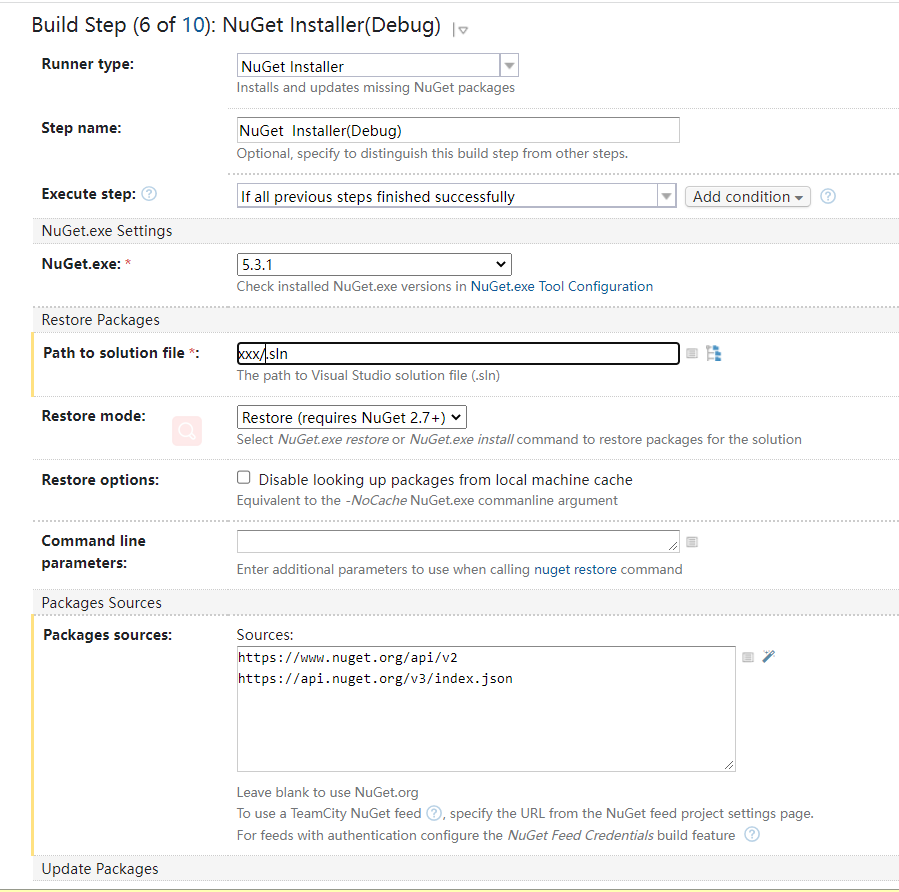 Build Step (6 of 10): NuGet Installer(Debug)
Runner type:
NuGet Installer
Installs and updates missing NuGet packages
Step name:
NuGet  Installer(Debug)
Optional, specify to distinguish this build step from other steps.
Execute step:
If all previous steps finished successfully
Add condition
NuGet.exe Settings
NuGet.exe: *
5.3.1
Check installed NuGet.exe versions in NuGet.exe Tool Configuration
Restore Packages
Path to solution file *:
xxx/.sln
The path to Visual Studio solution file (.sln)
Restore mode:
Restore (requires NuGet 2.7+)
Select NuGet.exe restore or NuGet.exe install command to restore packages for the solution
Restore options:
Disable looking up packages from local machine cache
Equivalent to the -NoCache NuGet.exe commanline argument
Command line
parameters:
Enter additional parameters to use when calling nuget restore command
Packages Sources
Packages sources:
Sources:
https://www.nuget.org/api/v2
https://api.nuget.org/v3/index.json
Leave blank to use NuGet.org
To use a TeamCity NuGet feed ?, specify the URL from the NuGet feed project settings page.
For feeds with authentication configure the NuGet Feed Credentials build feature ?
Update Packages